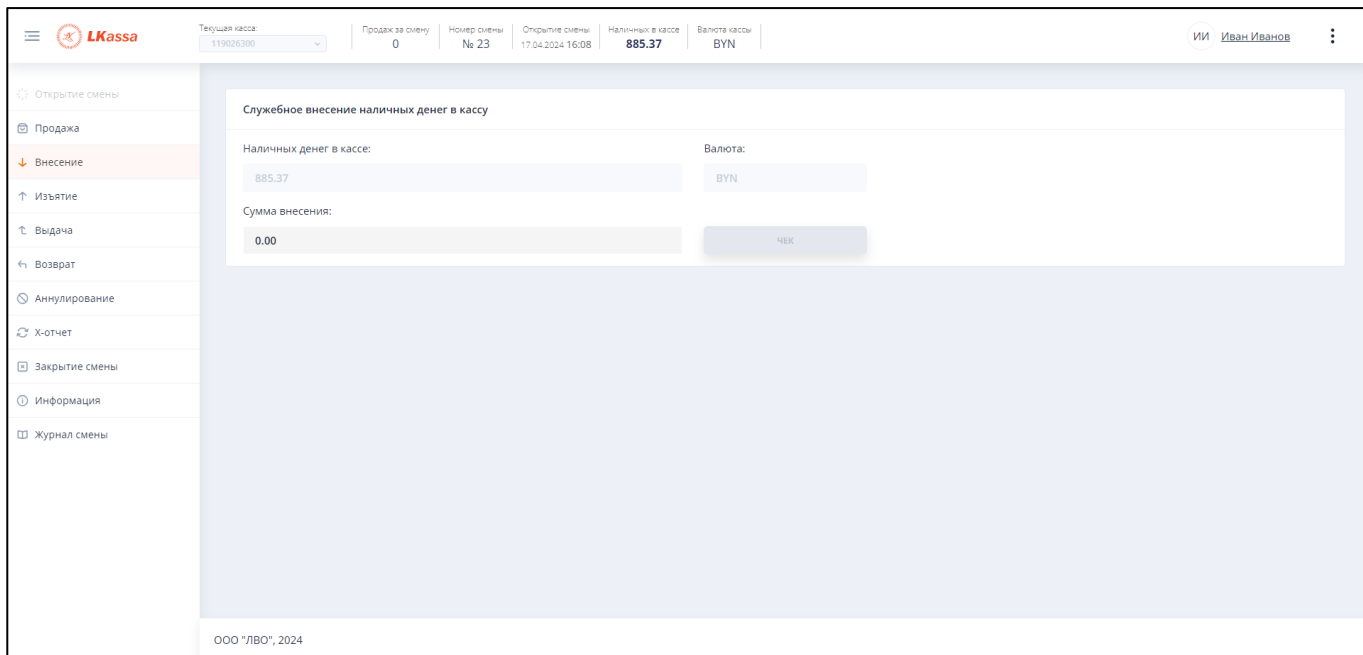 LKassa
Текущая касса:
119026300
Продаж за смену
0
Номер смены
№ 23
Открытие смены
17.04.2024 16:08
Наличных в кассе
885.37
Валюта кассы
BYN
ИИ Иван Иванов
Открытие смены
Продажа
Внесение
Изъятие
Выдача
Возврат
Аннулирование
X-отчет
Закрытие смены
Информация
Журнал смены
Служебное внесение наличных денег в кассу
Наличных денег в кассе:
Валюта:
885.37
BYN
Сумма внесения:
0.00
ЧЕК
ООО "ЛВО", 2024